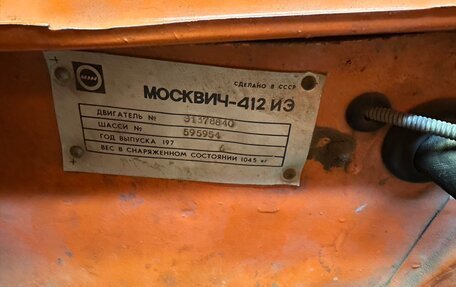 СДЕЛАНО В СССР
МОСКВИЧ-412 ИЭ
ДВИГАТЕЛЬ № 31378840
ШАССИ № 595954
ГОД ВЫПУСКА 197 6
ВЕС В СНАРЯЖЕННОМ СОСТОЯНИИ 1045 кг